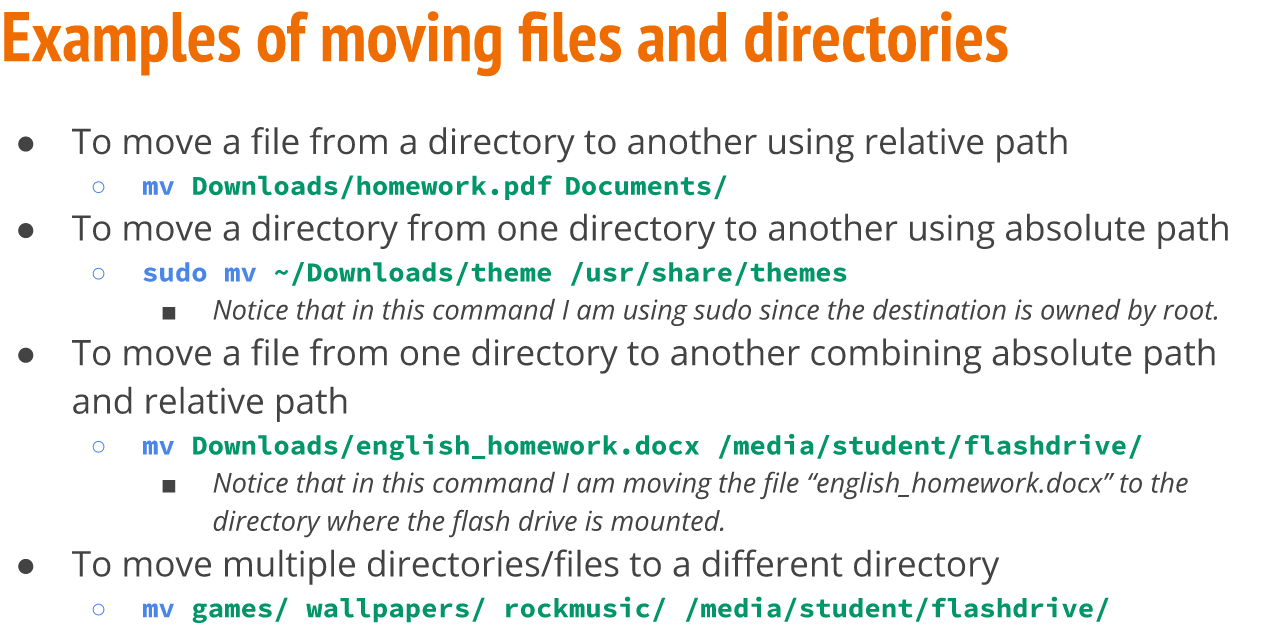 Examples of moving files and directories
● To move a file from a directory to another using relative path
○ mv Downloads/homework.pdf Documents/
● To move a directory from one directory to another using absolute path
○ sudo mv ~/Downloads/theme /usr/share/themes
■ Notice that in this command I am using sudo since the destination is owned by root.
● To move a file from one directory to another combining absolute path
and relative path
○ mv Downloads/english_homework.docx /media/student/flashdrive/
■ Notice that in this command I am moving the file “english_homework.docx” to the
directory where the flash drive is mounted.
● To move multiple directories/files to a different directory
○ mv games/ wallpapers/ rockmusic/ /media/student/flashdrive/